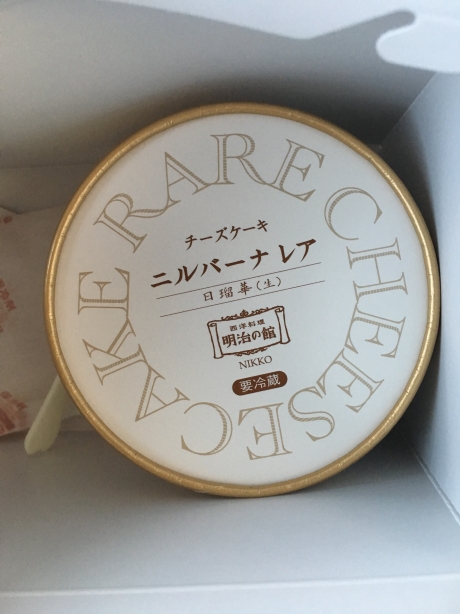 RARE CHEESECAKE
チーズケーキ
ニルバーナ レア
日瑠華(生)
西洋料理
明治の館
NIKKO
要冷蔵